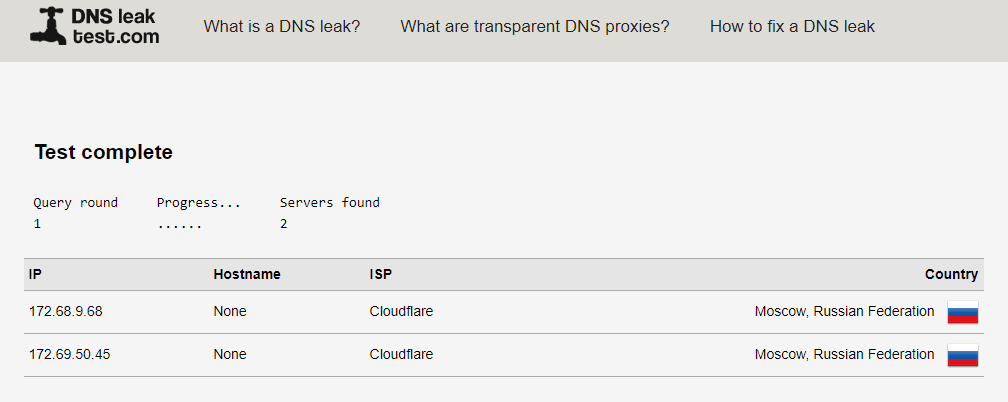 DNS leak
test.com
What is a DNS leak? What are transparent DNS proxies? How to fix a DNS leak
Test complete
Query round Progress... Servers found
1 ...... 2
IP Hostname ISP Country
172.68.9.68 None Cloudflare Moscow, Russian Federation
172.69.50.45 None Cloudflare Moscow, Russian Federation